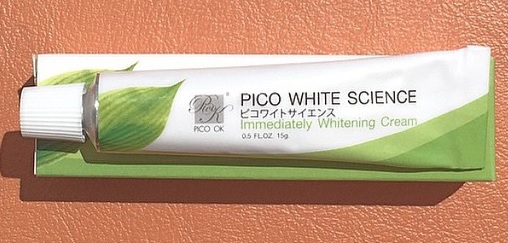 PICO OK
PICO WHITE SCIENCE
ピコワイトサイエンス
Immediately Whitening Cream
0.5 FL.OZ. 15g.